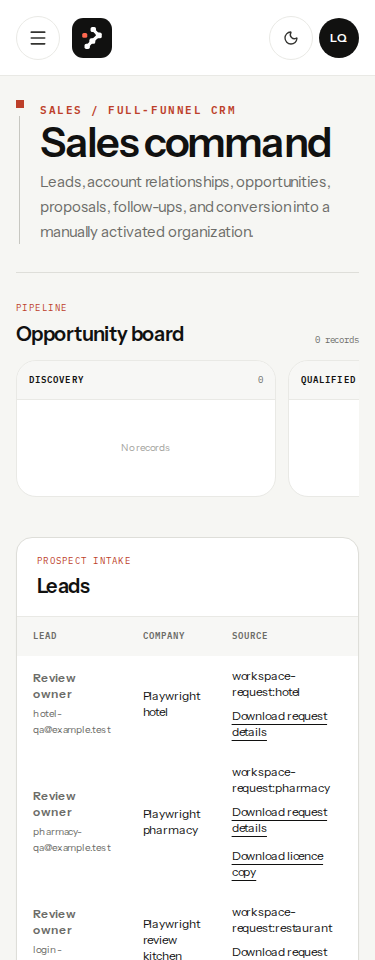 LQ
SALES / FULL-FUNNEL CRM
Sales command
Leads, account relationships, opportunities,
proposals, follow-ups, and conversion into a
manually activated organization.
PIPELINE
Opportunity board
0 records
DISCOVERY 0
QUALIFIED
No records
PROSPECT INTAKE
Leads
LEAD COMPANY SOURCE
Review
owner
hotel-
qa@example.test
Playwright
hotel
workspace-
request:hotel
Download request
details
Review
owner
pharmacy-
qa@example.test
Playwright
pharmacy
workspace-
request:pharmacy
Download request
details
Download licence
copy
Review
owner
login-
Playwright
review
kitchen
workspace-
request:restaurant
Download request